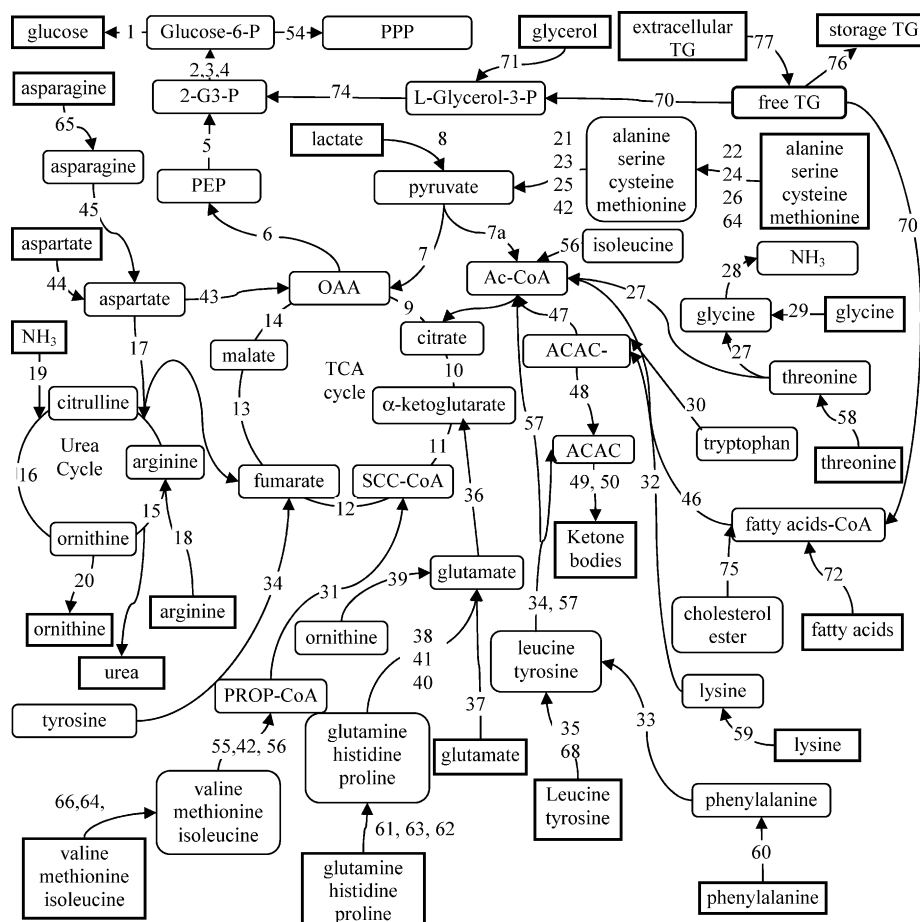 glucose
1
Glucose-6-P
54
PPP
glycerol
extracellular
TG
77
storage TG
76
71
2,3,4
asparagine
2-G3-P
74
L-Glycerol-3-P
70
free TG
65
5
lactate
8
21
23
25
42
alanine
serine
cysteine
methionine
22
24
26
64
alanine
serine
cysteine
methionine
asparagine
PEP
pyruvate
45
70
6
7
7a
56
isoleucine
NH3
aspartate
44
43
OAA
Ac-CoA
28
27
aspartate
9
14
47
glycine
29
glycine
NH3
17
citrate
malate
ACAC-
27
19
TCA
cycle
10
48
threonine
citrulline
13
α-ketoglutarate
57
30
58
Urea
Cycle
11
ACAC
tryptophan
16
arginine
fumarate
SCC-CoA
49, 50
32
46
threonine
12
36
15
18
ornithine
Ketone
bodies
fatty acids-CoA
20
34
31
39
glutamate
75
72
ornithine
arginine
ornithine
38
41
40
34, 57
cholesterol
ester
fatty acids
urea
leucine
tyrosine
PROP-CoA
lysine
tyrosine
37
33
59
55,42, 56
glutamine
histidine
proline
glutamate
35
68
lysine
66,64,
valine
methionine
isoleucine
Leucine
tyrosine
phenylalanine
61, 63, 62
60
valine
methionine
isoleucine
glutamine
histidine
proline
phenylalanine